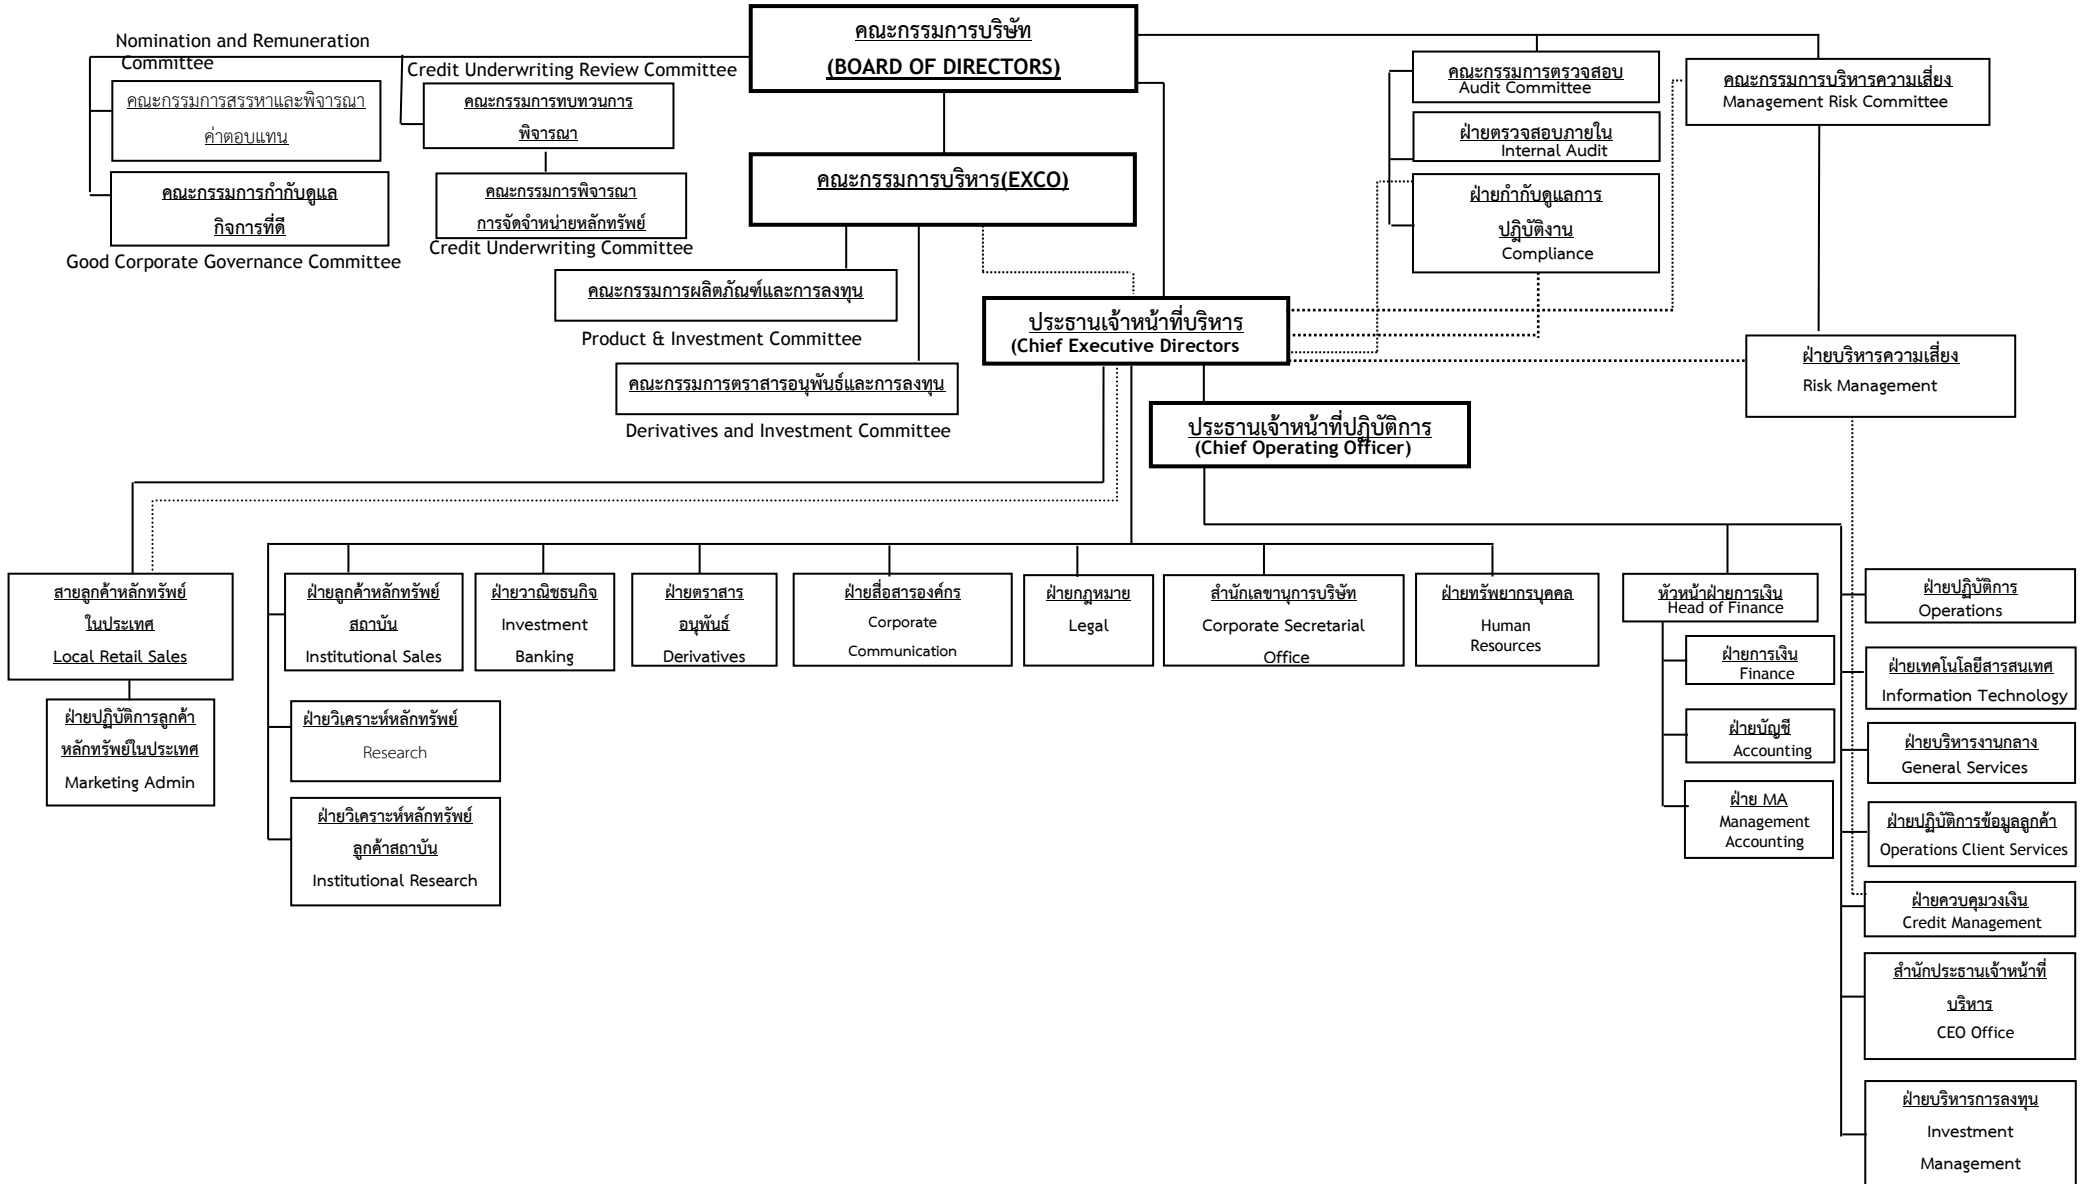 คณะกรรมการบริษัท
(BOARD OF DIRECTORS)
Nomination and Remuneration
Committee
คณะกรรมการสรรหาและพิจารณา
ค่าตอบแทน
Credit Underwriting Review Committee
คณะกรรมการทบทวนการ
พิจารณา
คณะกรรมการตรวจสอบ
Audit Committee
คณะกรรมการบริหารความเสี่ยง
Management Risk Committee
ฝ่ายตรวจสอบภายใน
Internal Audit
คณะกรรมการกำกับดูแล
กิจการที่ดี
Good Corporate Governance Committee
คณะกรรมการพิจารณา
การจัดจำหน่ายหลักทรัพย์
Credit Underwriting Committee
คณะกรรมการบริหาร(EXCO)
ฝ่ายกำกับดูแลการ
ปฎิบัติงาน
Compliance
คณะกรรมการผลิตภัณฑ์และการลงทุน
Product & Investment Committee
ประธานเจ้าหน้าที่บริหาร
(Chief Executive Directors
ฝ่ายบริหารความเสี่ยง
Risk Management
คณะกรรมการตราสารอนุพันธ์และการลงทุน
Derivatives and Investment Committee
ประธานเจ้าหน้าที่ปฏิบัติการ
(Chief Operating Officer)
สายลูกค้าหลักทรัพย์
ในประเทศ
Local Retail Sales
ฝ่ายปฏิบัติการลูกค้า
หลักทรัพย์ในประเทศ
Marketing Admin
ฝ่ายลูกค้าหลักทรัพย์
สถาบัน
Institutional Sales
ฝ่ายวาณิชธนกิจ
Investment
Banking
ฝ่ายตราสาร
อนุพันธ์
Derivatives
ฝ่ายสื่อสารองค์กร
Corporate
Communication
ฝ่ายกฎหมาย
Legal
สำนักเลขานุการบริษัท
Corporate Secretarial
Office
ฝ่ายทรัพยากรบุคคล
Human
Resources
ฝ่ายวิเคราะห์หลักทรัพย์
Research
ฝ่ายวิเคราะห์หลักทรัพย์
ลูกค้าสถาบัน
Institutional Research
หัวหน้าฝ่ายการเงิน
Head of Finance
ฝ่ายการเงิน
Finance
ฝ่ายบัญชี
Accounting
ฝ่าย MA
Management
Accounting
ฝ่ายปฏิบัติการ
Operations
ฝ่ายเทคโนโลยีสารสนเทศ
Information Technology
ฝ่ายบริหารงานกลาง
General Services
ฝ่ายปฏิบัติการข้อมูลลูกค้า
Operations Client Services
ฝ่ายควบคุมวงเงิน
Credit Management
สำนักประธานเจ้าหน้าที่
บริหาร
CEO Office
ฝ่ายบริหารการลงทุน
Investment
Management